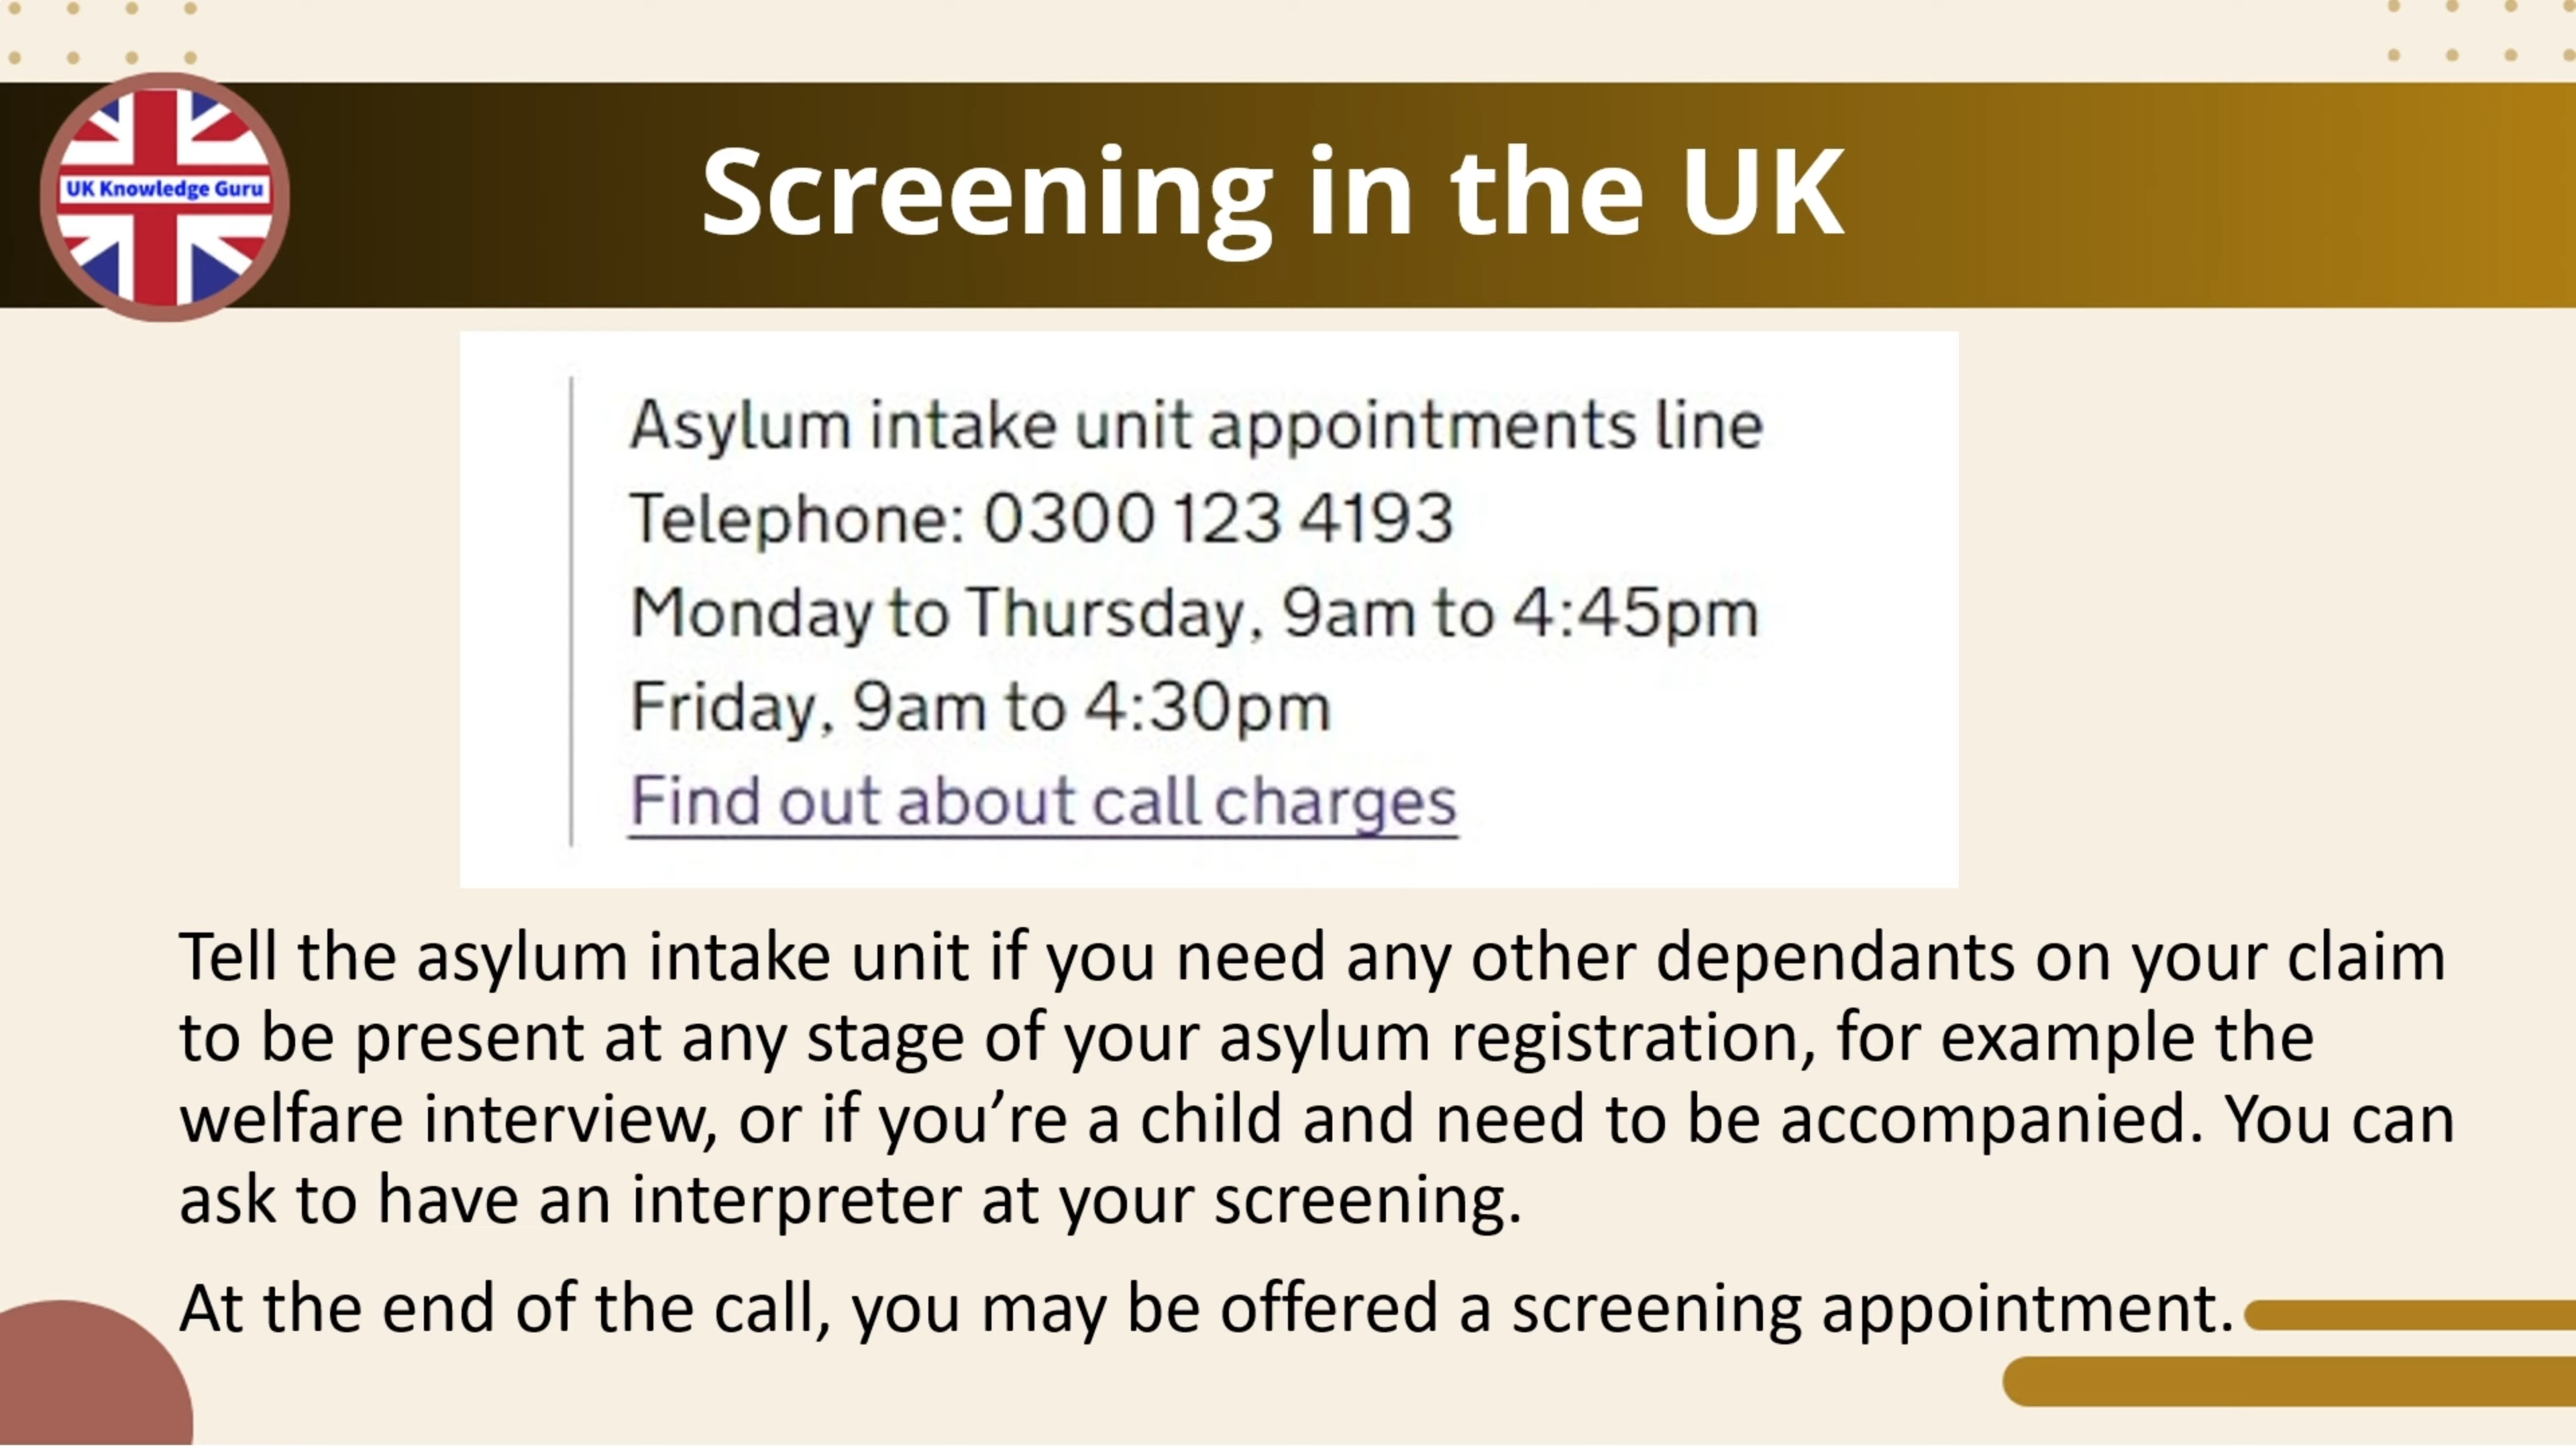 UK Knowledge Guru
Screening in the UK
Asylum intake unit appointments line
Telephone: 0300 123 4193
Monday to Thursday, 9am to 4:45pm
Friday, 9am to 4:30pm
Find out about call charges
Tell the asylum intake unit if you need any other dependants on your claim
to be present at any stage of your asylum registration, for example the
welfare interview, or if you’re a child and need to be accompanied. You can
ask to have an interpreter at your screening.
At the end of the call, you may be offered a screening appointment.